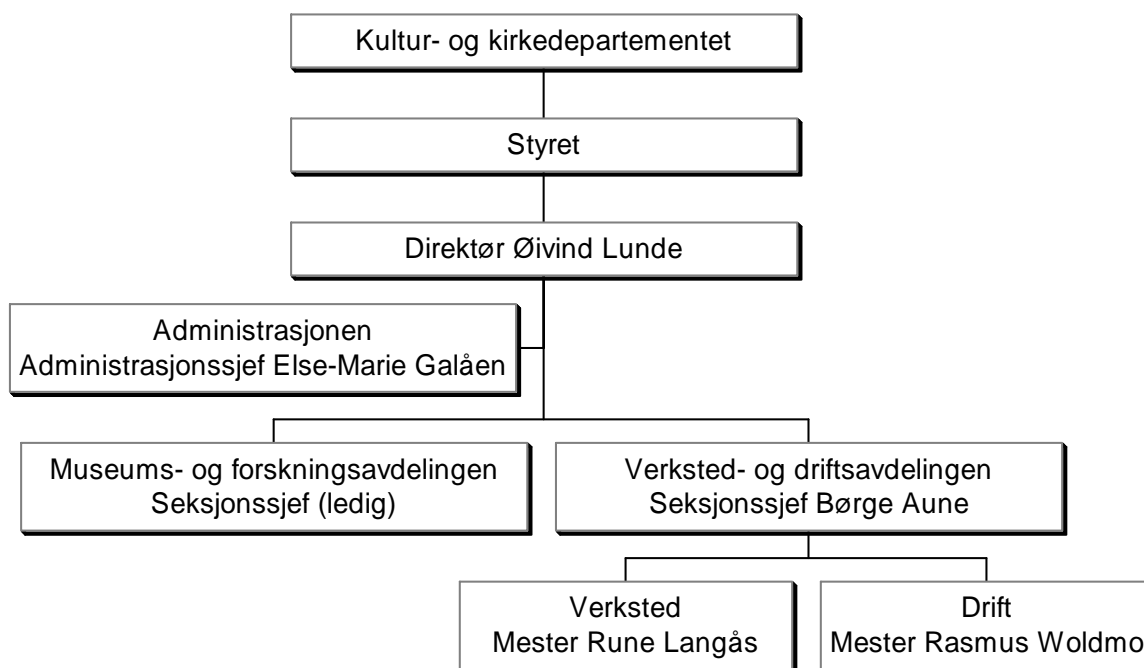 Kultur- og kirkedepartementet
Styret
Direktør Øivind Lunde
Administrasjonen
Administrasjonssjef Else-Marie Galåen
Museums- og forskningsavdelingen
Seksjonssjef (ledig)
Verksted- og driftsavdelingen
Seksjonssjef Børge Aune
Verksted
Mester Rune Langås
Drift
Mester Rasmus Woldmo